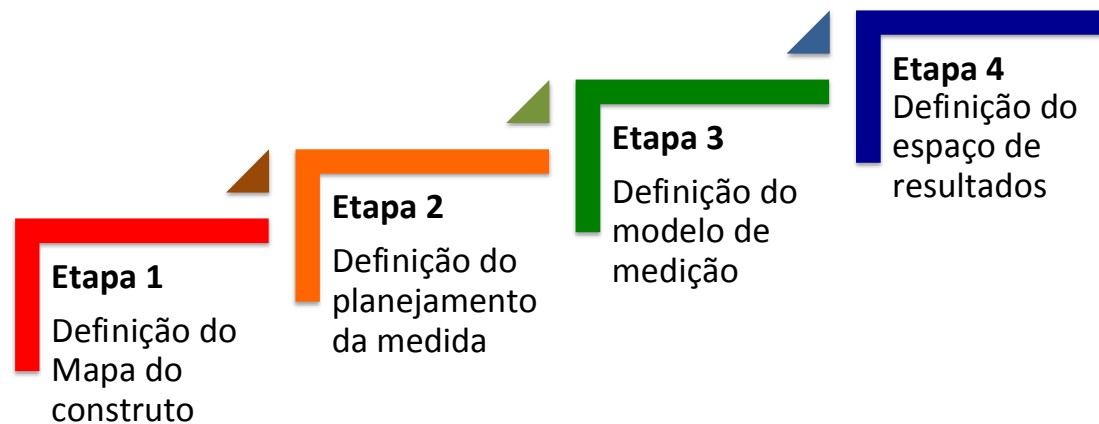 Etapa 1
Definição do
Mapa do
construto
Etapa 2
Definição do
planejamento
da medida
Etapa 3
Definição do
modelo de
medição
Etapa 4
Definição do
espaço de
resultados